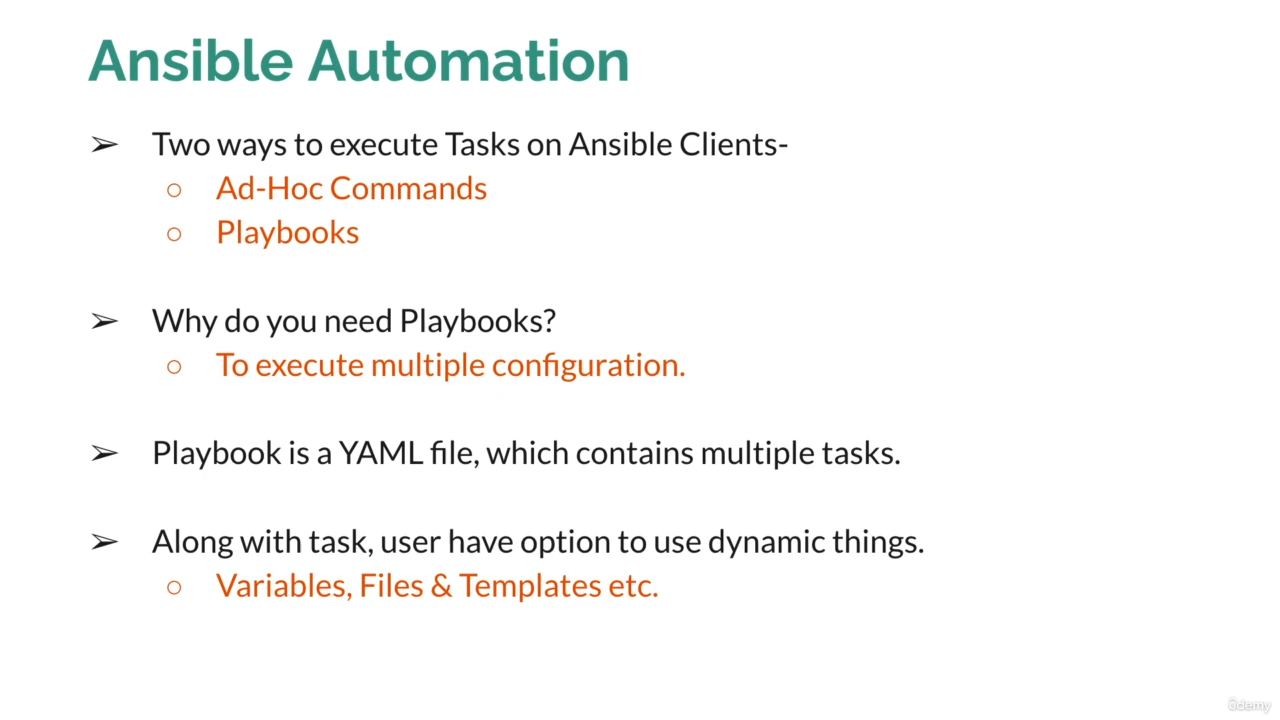 Ansible Automation
➢ Two ways to execute Tasks on Ansible Clients-
○ Ad-Hoc Commands
○ Playbooks
➢ Why do you need Playbooks?
○ To execute multiple configuration.
➢ Playbook is a YAML file, which contains multiple tasks.
➢ Along with task, user have option to use dynamic things.
○ Variables, Files & Templates etc.
ûdemy